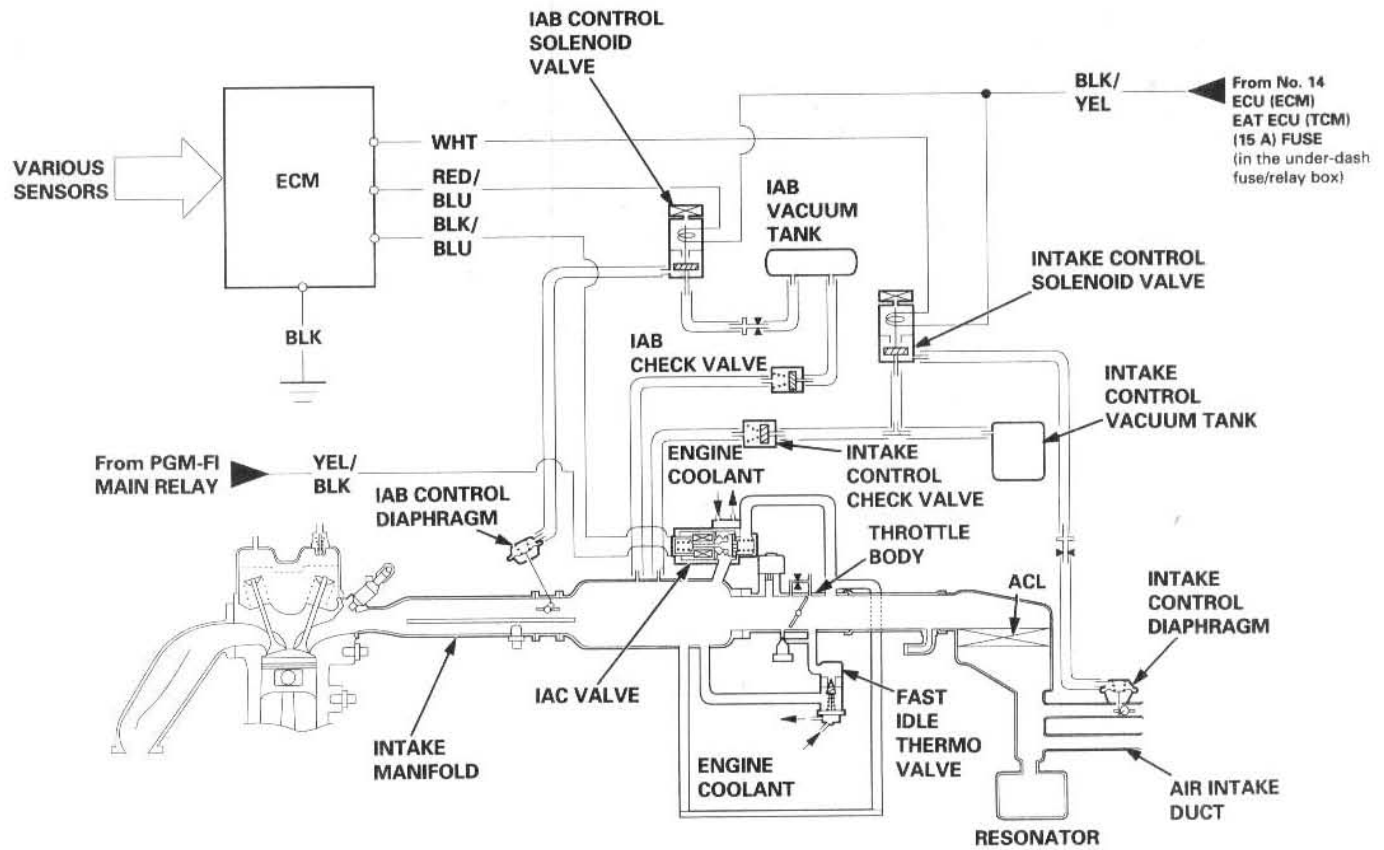 IAB CONTROL
SOLENOID
VALVE
BLK/
YEL
From No. 14
ECU (ECM)
EAT ECU (TCM)
(15 A) FUSE
(in the under-dash
fuse/relay box)
VARIOUS
SENSORS
ECM
WHT
RED/
BLU
BLK/
BLU
IAB
VACUUM
TANK
INTAKE CONTROL
SOLENOID VALVE
BLK
IAB
CHECK VALVE
INTAKE
CONTROL
VACUUM TANK
From PGM-FI
MAIN RELAY
YEL/
BLK
IAB CONTROL
DIAPHRAGM
ENGINE
COOLANT
INTAKE
CONTROL
CHECK VALVE
THROTTLE
BODY
ACL
INTAKE
CONTROL
DIAPHRAGM
IAC VALVE
FAST
IDLE
THERMO
VALVE
INTAKE
MANIFOLD
ENGINE
COOLANT
AIR INTAKE
DUCT
RESONATOR